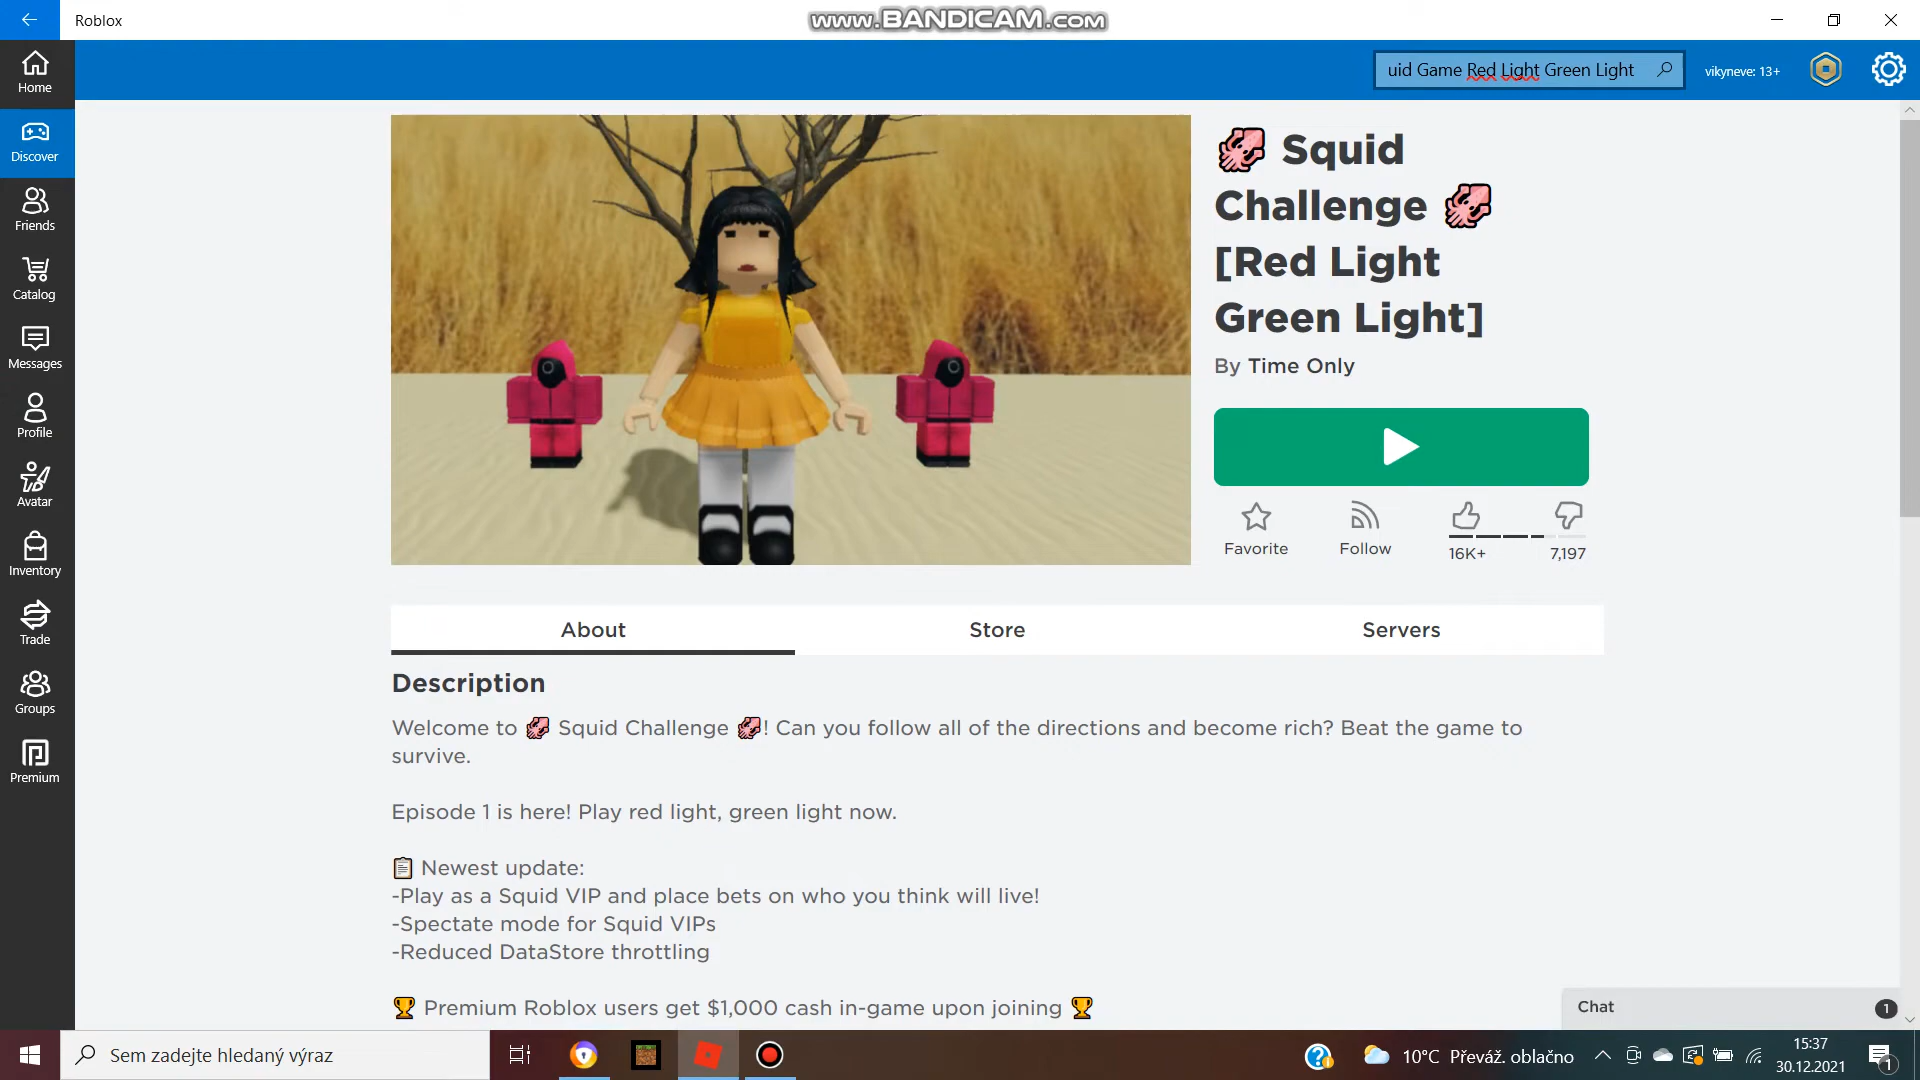 Roblox
www.BANDICAM.com
uid Game Red Light Green Light
vikyneve: 13+
Home
Discover
Friends
Catalog
Messages
Profile
Avatar
Inventory
Trade
Groups
Premium
🦑 Squid
Challenge 🦑
[Red Light
Green Light]
By Time Only
Favorite
Follow
16K+
7,197
About
Store
Servers
Description
Welcome to 🦑 Squid Challenge 🦑! Can you follow all of the directions and become rich? Beat the game to
survive.
Episode 1 is here! Play red light, green light now.
📋 Newest update:
-Play as a Squid VIP and place bets on who you think will live!
-Spectate mode for Squid VIPs
-Reduced DataStore throttling
🏆 Premium Roblox users get $1,000 cash in-game upon joining 🏆
Chat
1
Sem zadejte hledaný výraz
10°C Převáž. oblačno
15:37
30.12.2021
1